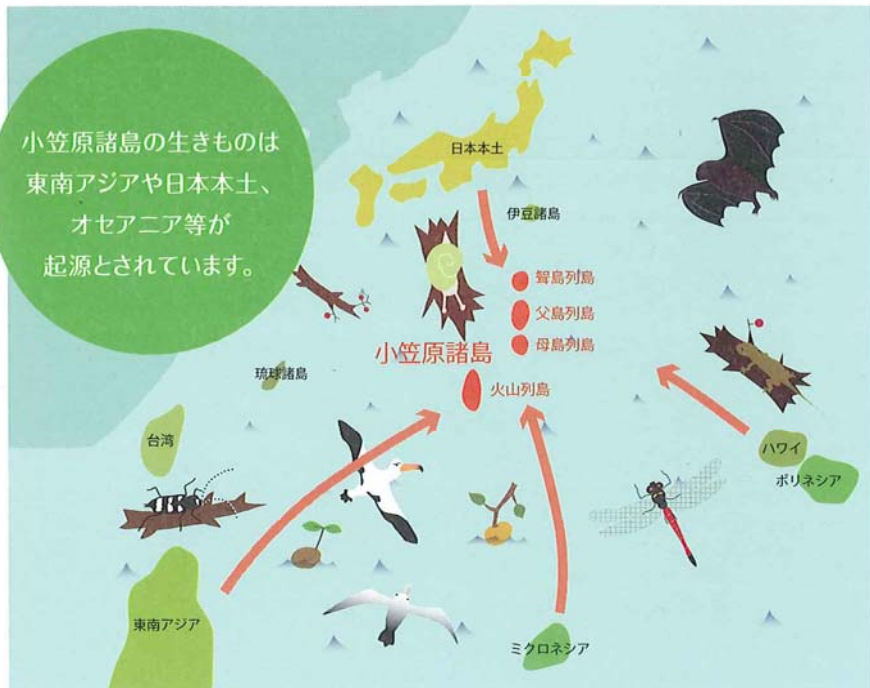 小笠原諸島の生きものは
東南アジアや日本本土、
オセアニア等が
起源とされています。
日本本土
伊豆諸島
聟島列島
父島列島
母島列島
小笠原諸島
火山列島
琉球諸島
台湾
ハワイ
ポリネシア
東南アジア
ミクロネシア